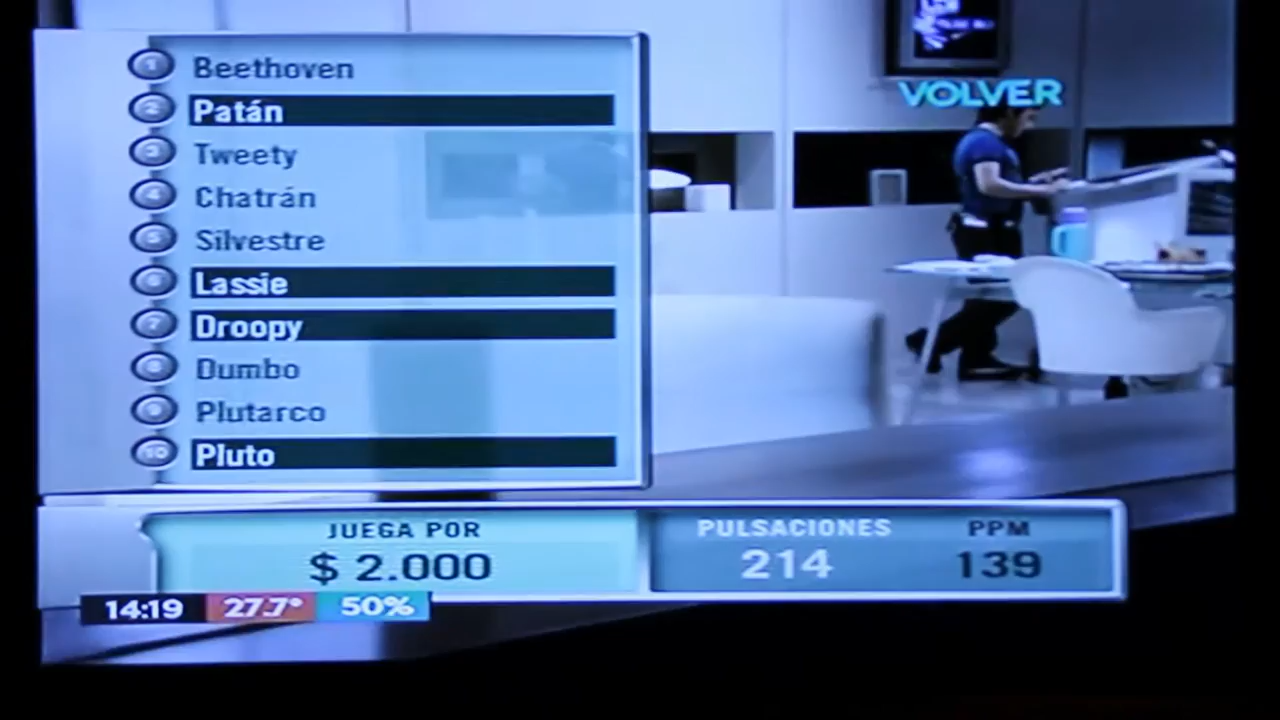 1 Beethoven
2 Patán
3 Tweety
4 Chatrán
5 Silvestre
6 Lassie
7 Droopy
8 Dumbo
9 Plutarco
10 Pluto
VOLVER
JUEGA POR
$ 2.000
PULSACIONES PPM
214 139
14:19 27.7° 50%